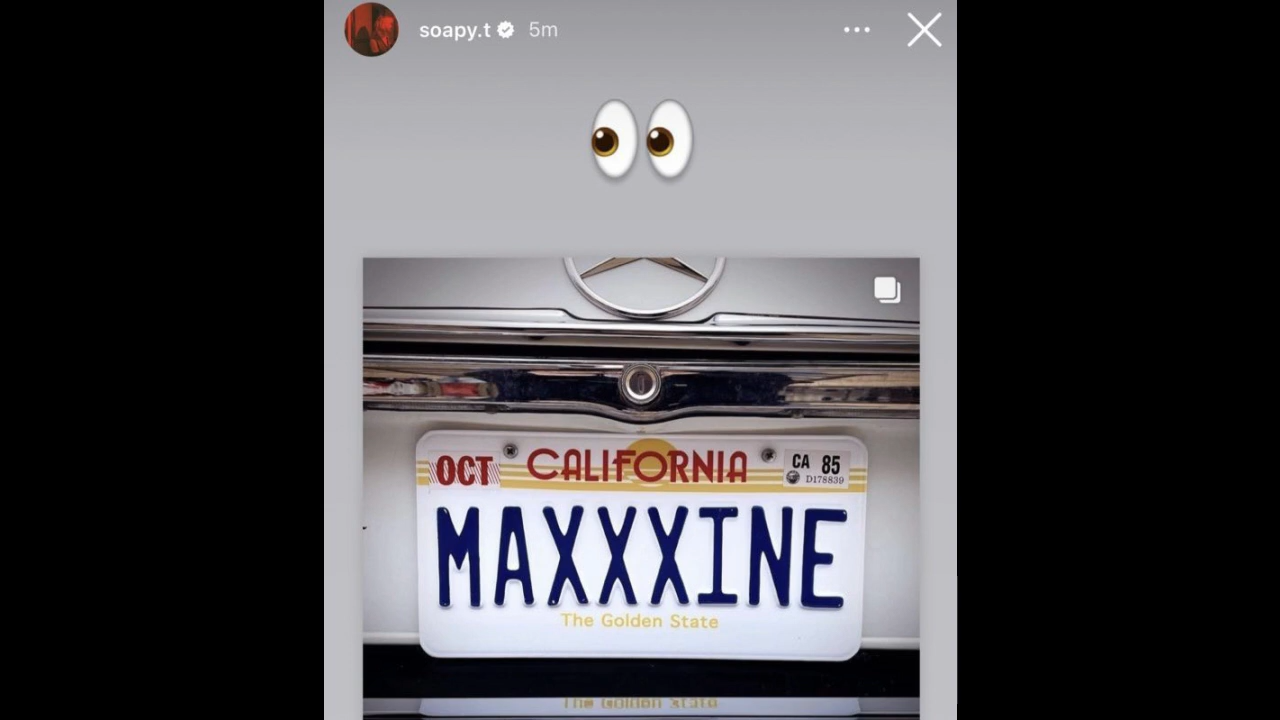 soapy.t 5m
OCT CALIFORNIA CA 85
D178839
MAXXXINE
The Golden State
The Golden State